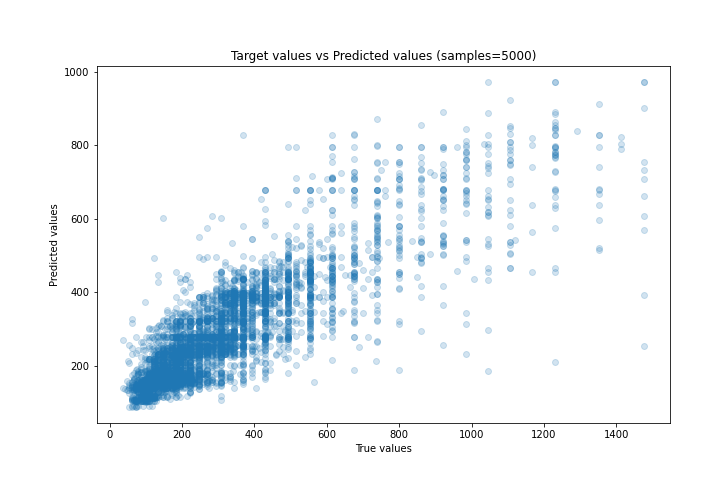 Target values vs Predicted values (samples=5000)
1000
800
600
400
200
Predicted values
0 200 400 600 800 1000 1200 1400
True values